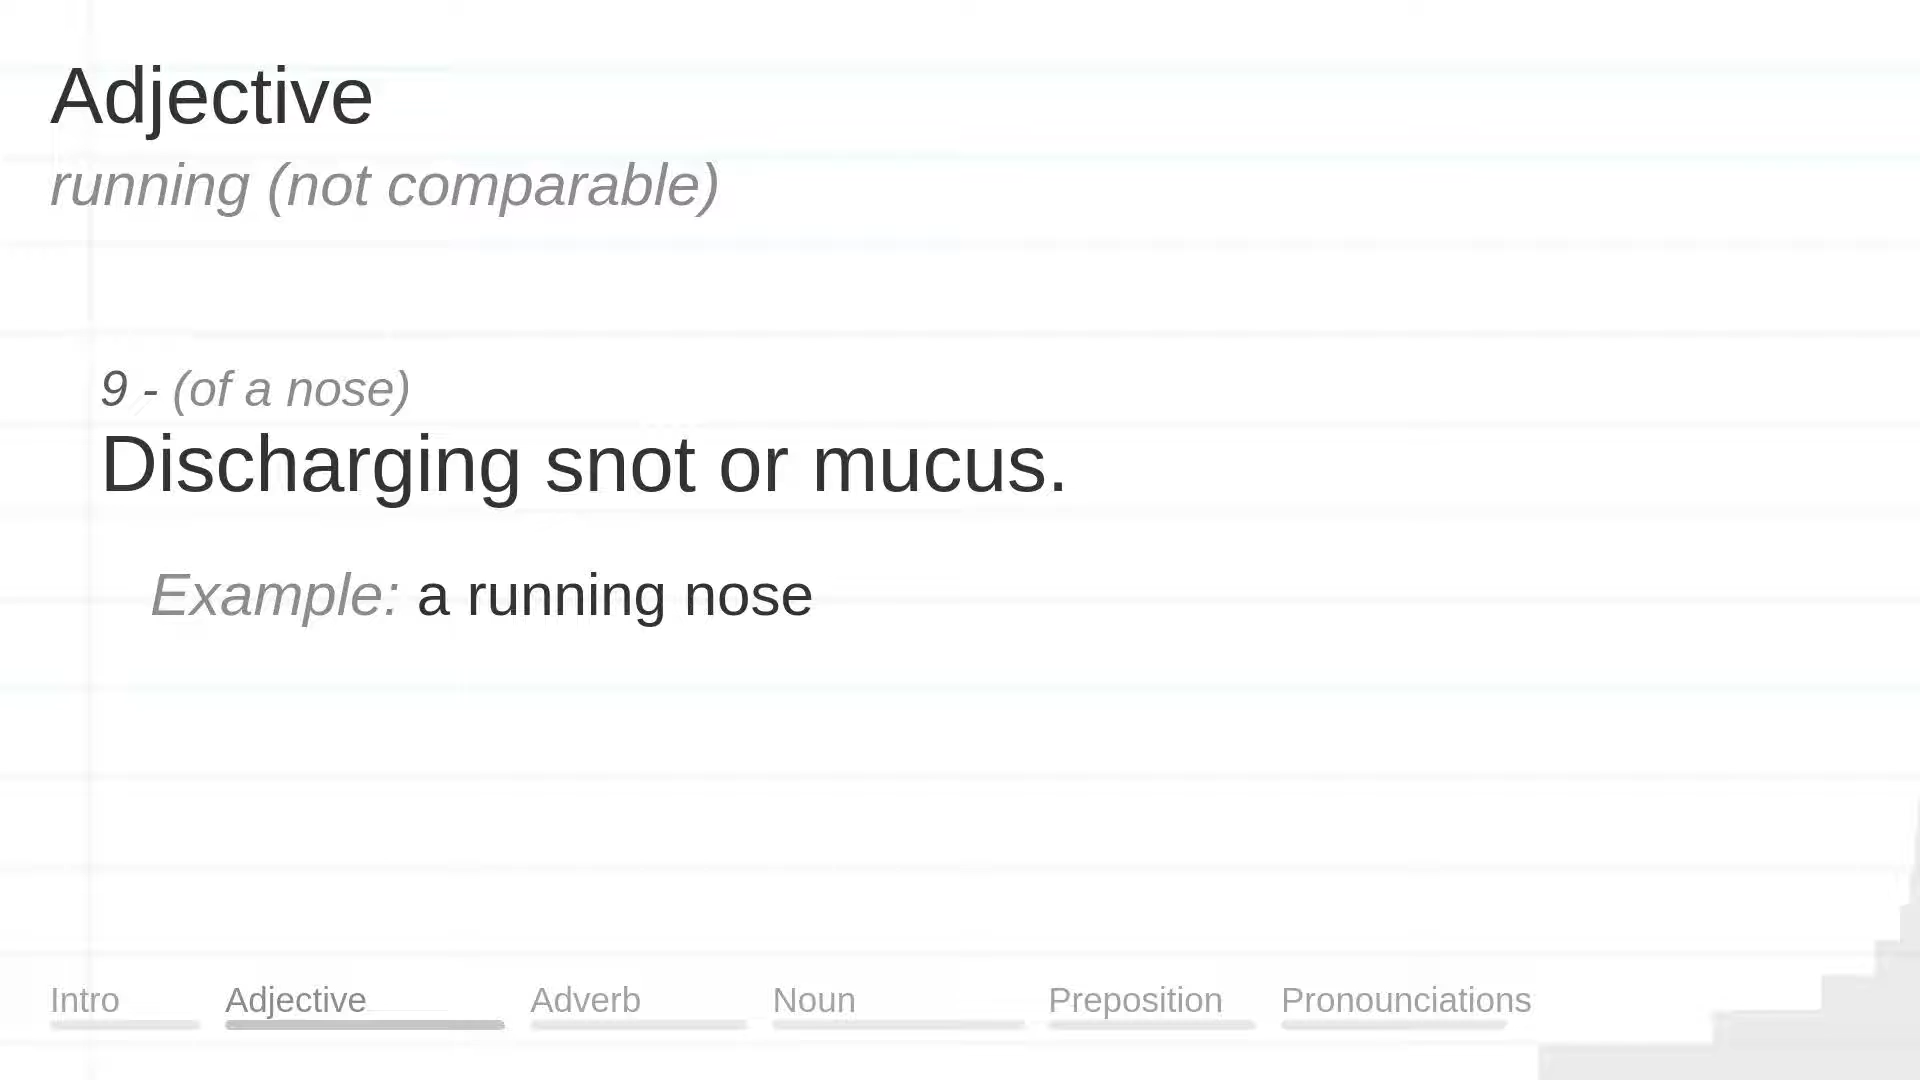 Adjective
running (not comparable)
9 - (of a nose)
Discharging snot or mucus.
Example: a running nose
Intro Adjective Adverb Noun Preposition Pronounciations